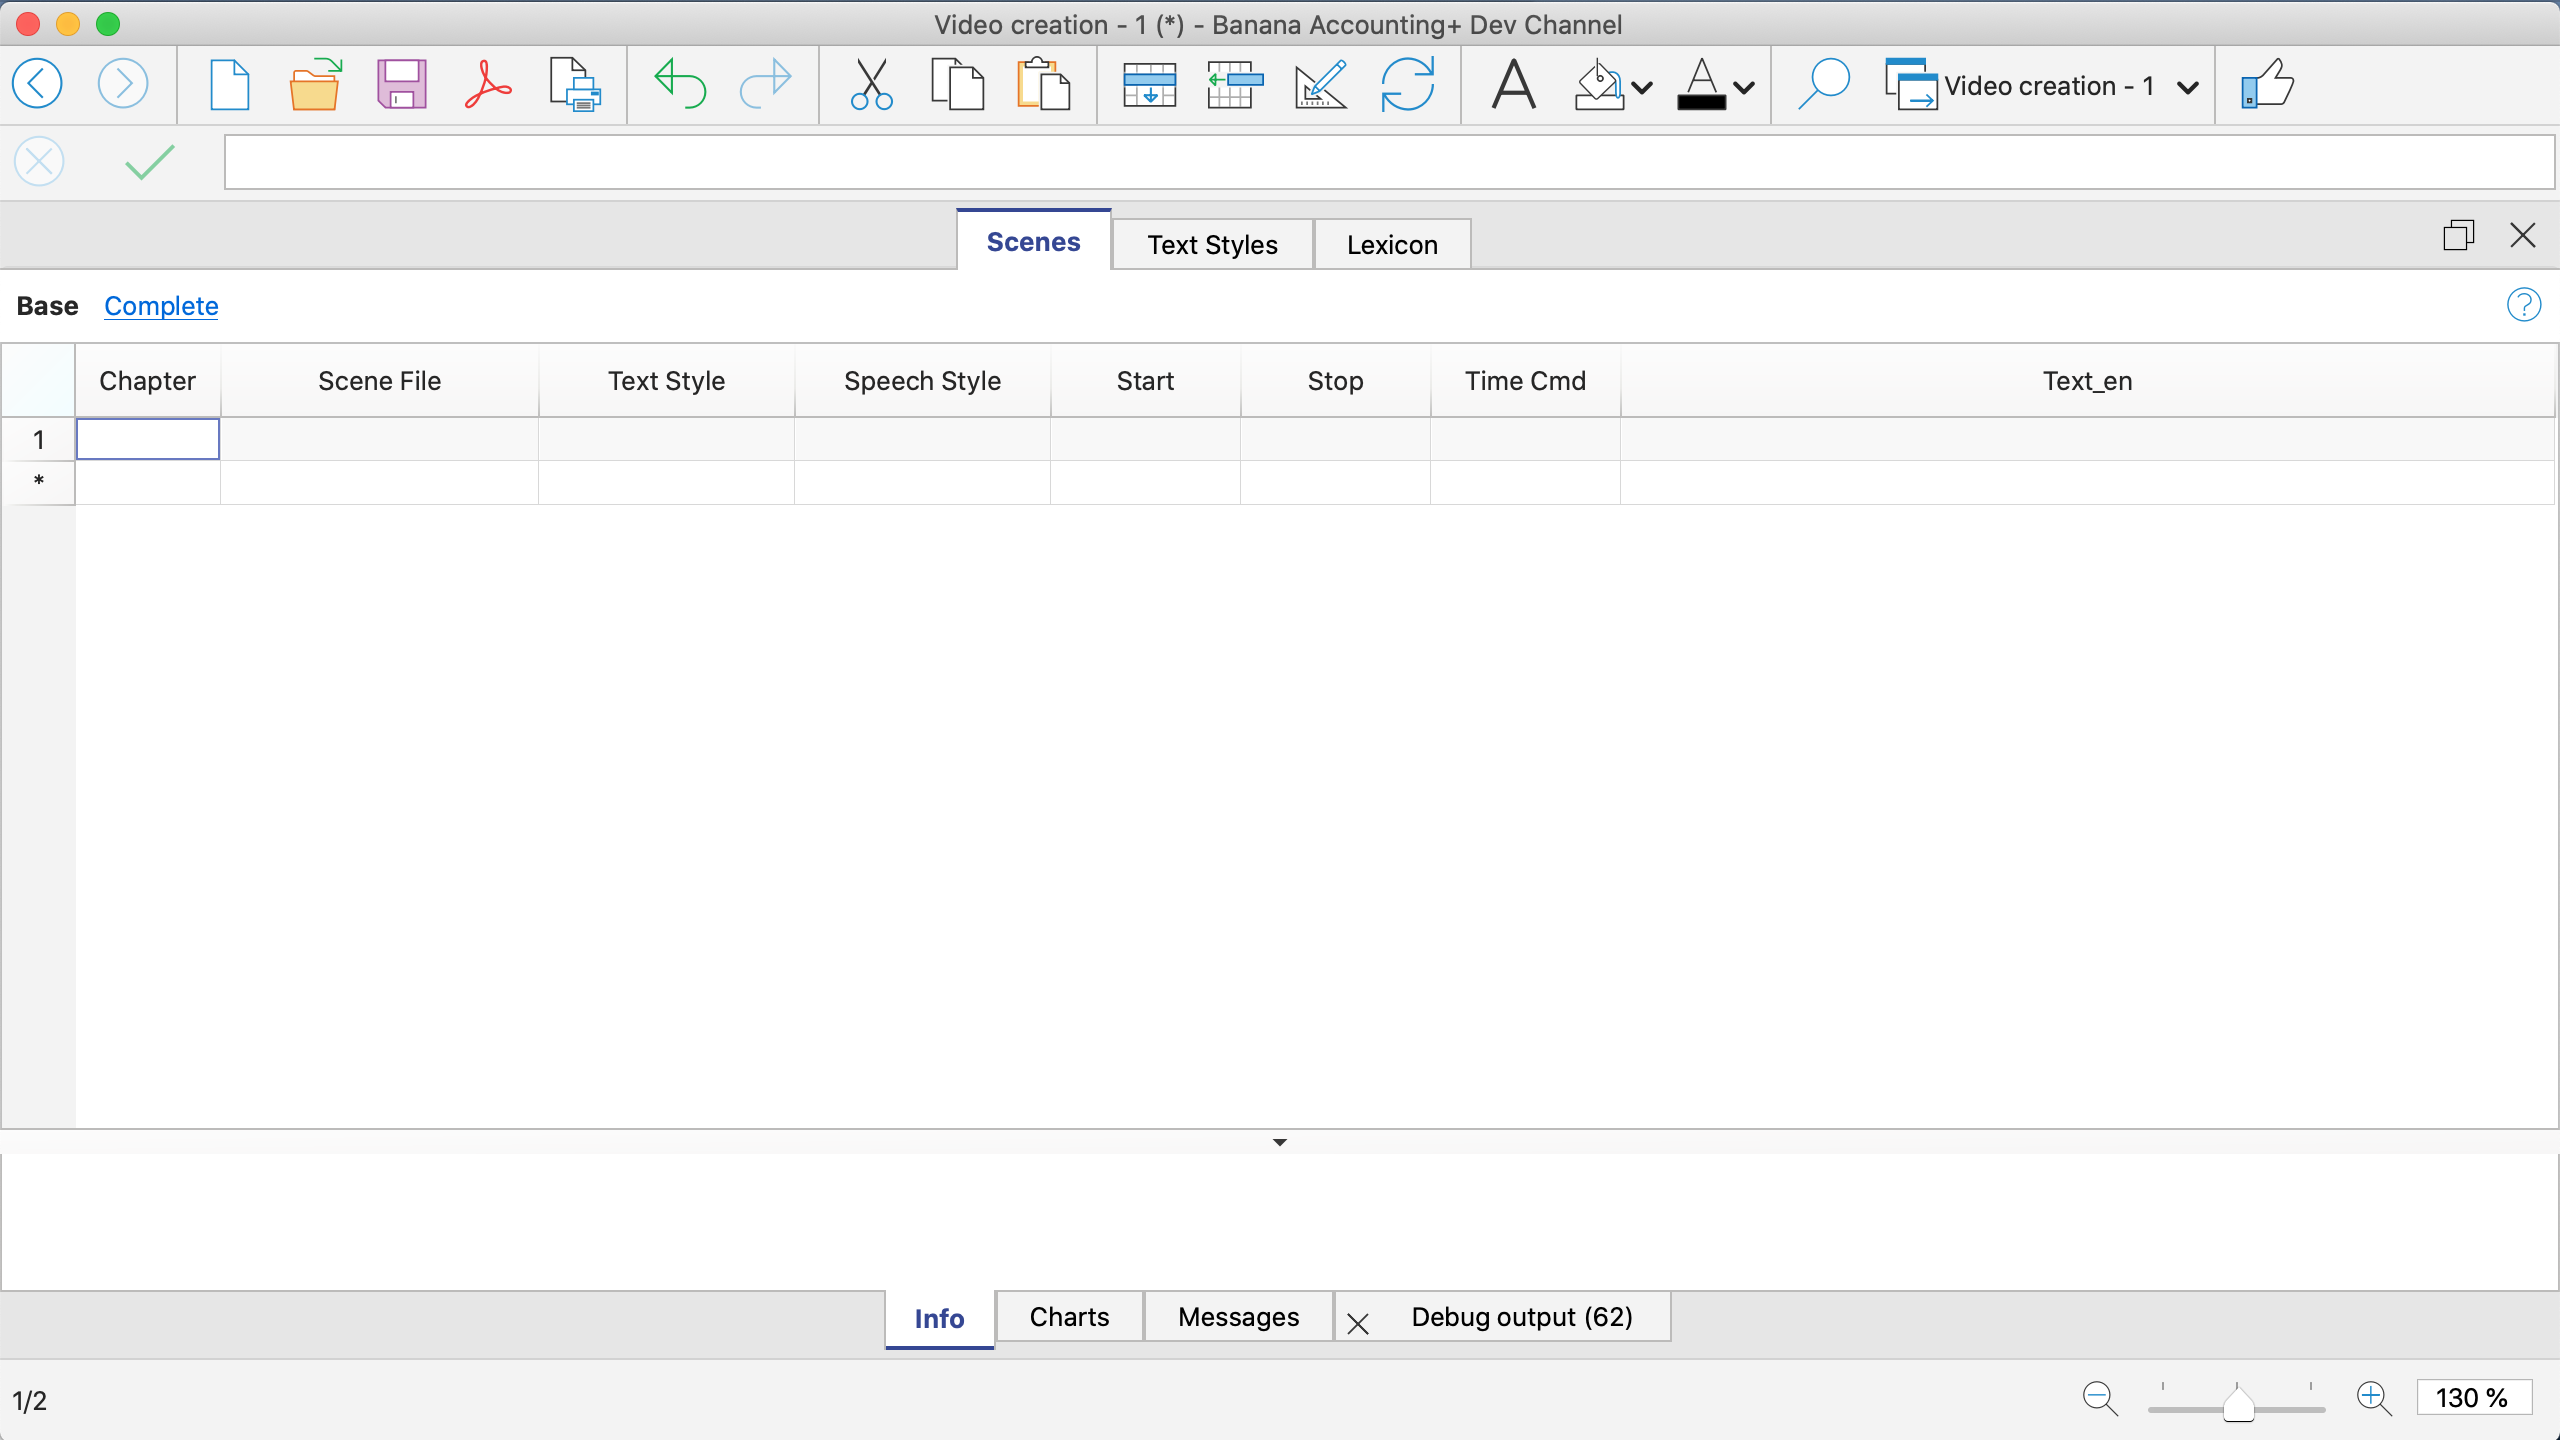 Video creation - 1 (*) - Banana Accounting+ Dev Channel
Video creation - 1
Scenes Text Styles Lexicon
Base Complete
Chapter Scene File Text Style Speech Style Start Stop Time Cmd Text_en
1
*
Info Charts Messages Debug output (62)
1/2 130 %